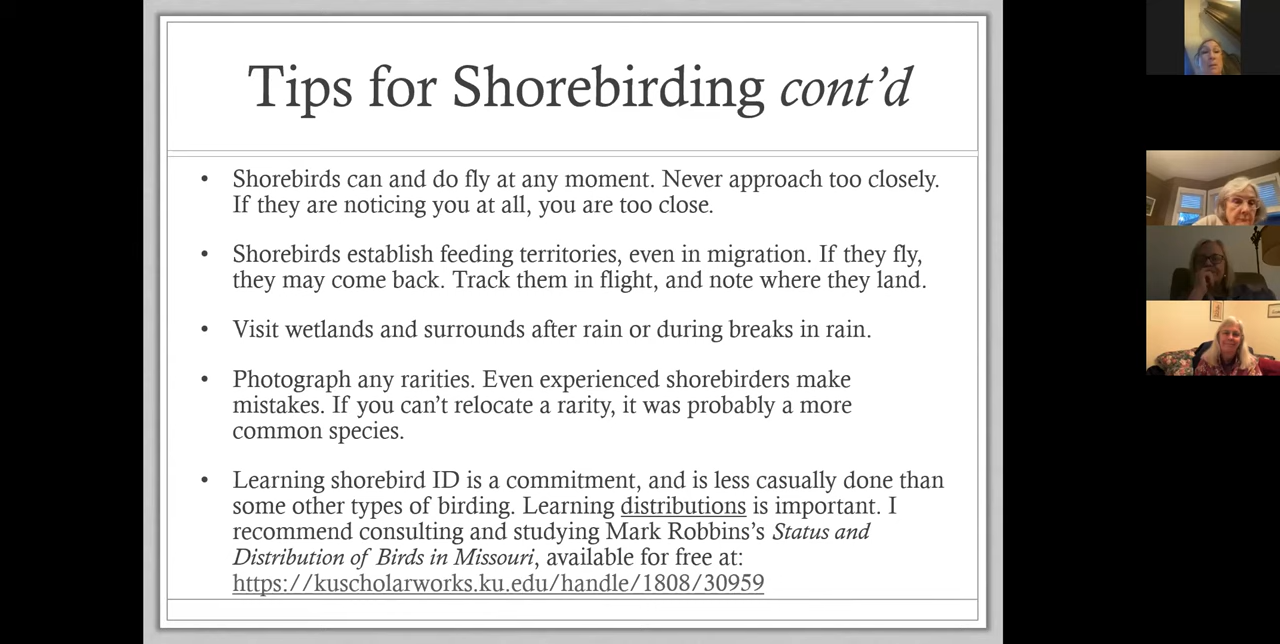 Tips for Shorebirding cont’d
• Shorebirds can and do fly at any moment. Never approach too closely.
If they are noticing you at all, you are too close.
• Shorebirds establish feeding territories, even in migration. If they fly,
they may come back. Track them in flight, and note where they land.
• Visit wetlands and surrounds after rain or during breaks in rain.
• Photograph any rarities. Even experienced shorebirders make
mistakes. If you can’t relocate a rarity, it was probably a more
common species.
• Learning shorebird ID is a commitment, and is less casually done than
some other types of birding. Learning distributions is important. I
recommend consulting and studying Mark Robbins’s Status and
Distribution of Birds in Missouri, available for free at:
https://kuscholarworks.ku.edu/handle/1808/30959